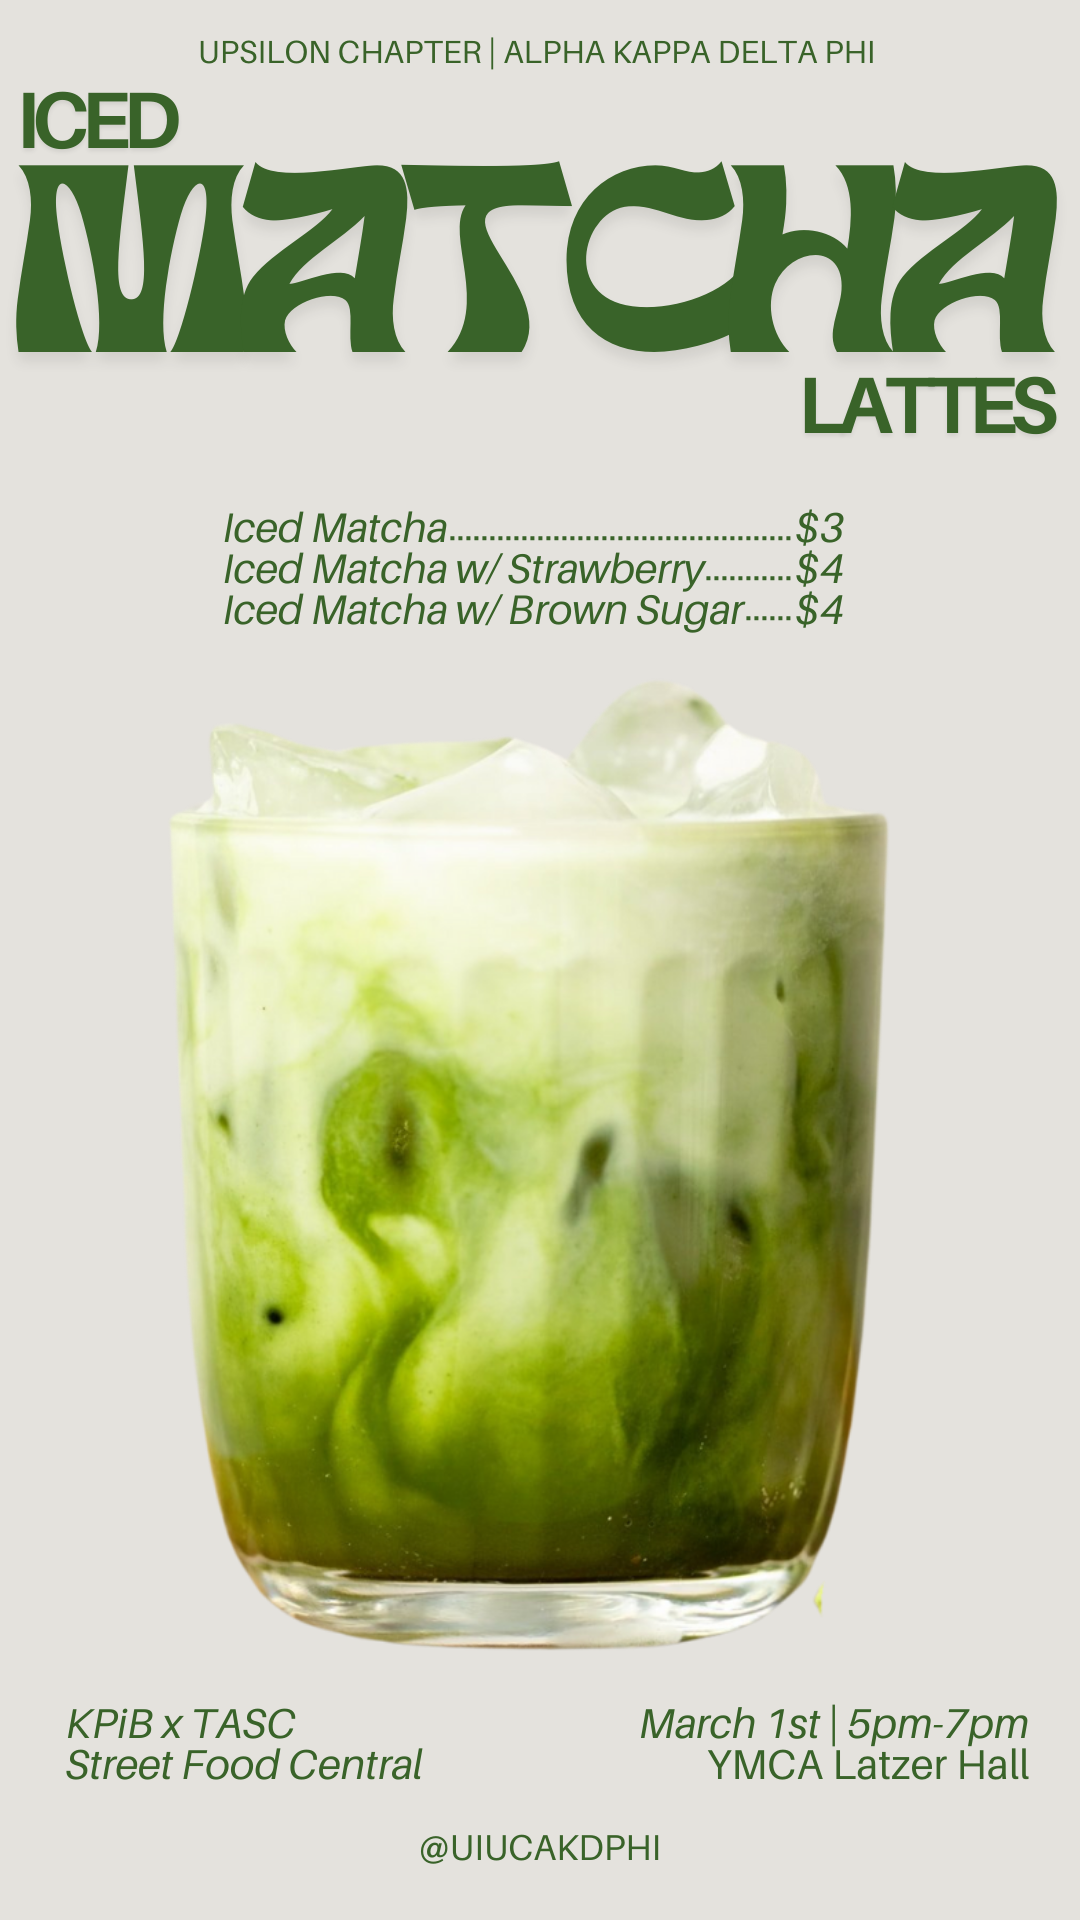 UPSILON CHAPTER | ALPHA KAPPA DELTA PHI
ICED
MATCHA
LATTES
Iced Matcha...........................................$3
Iced Matcha w/ Strawberry...........$4
Iced Matcha w/ Brown Sugar......$4
KPiB x TASC
Street Food Central
March 1st | 5pm-7pm
YMCA Latzer Hall
@UIUCAKDPHI